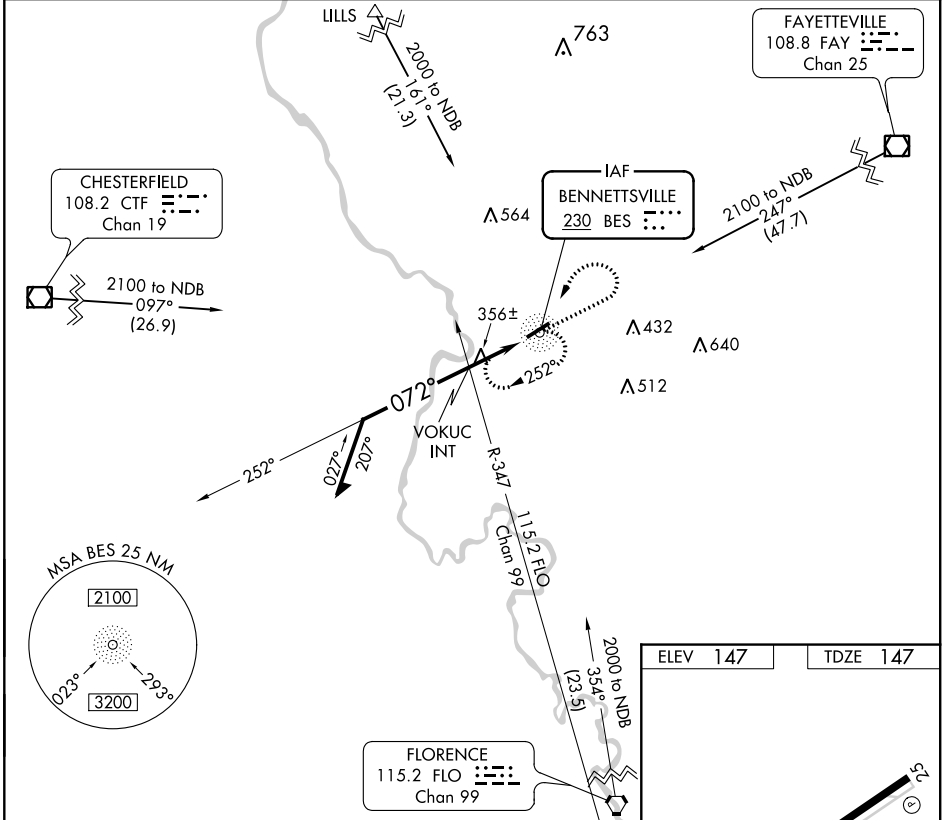 LILLS
2000 to NDB
161°
(21.3)
763
FAYETTEVILLE
108.8 FAY
Chan 25
CHESTERFIELD
108.2 CTF
Chan 19
2100 to NDB
097°
(26.9)
564
IAF
BENNETTSVILLE
230 BES
2100 to NDB
247°
(47.7)
356±
432
640
512
252°
072°
VOKUC
INT
252°
027°
207°
R-347
115.2 FLO
Chan 99
MSA BES 25 NM
2100
023°
293°
3200
2000 to NDB
354°
(23.5)
FLORENCE
115.2 FLO
Chan 99
ELEV 147
TDZE 147
25
P